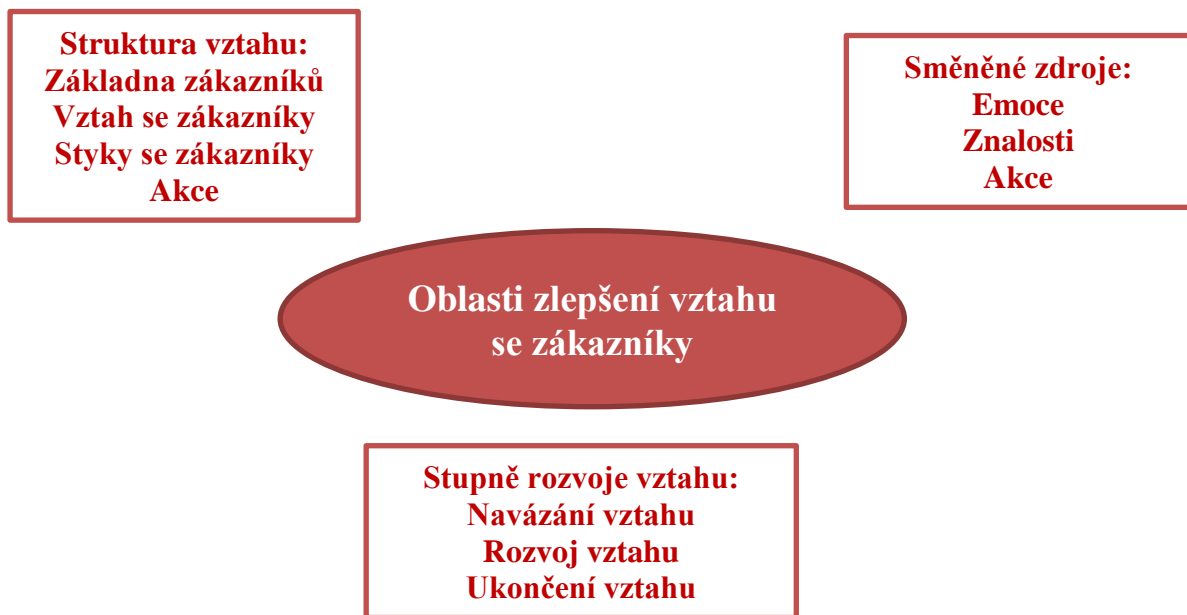 Struktura vztahu:
Základna zákazníků
Vztah se zákazníky
Styky se zákazníky
Akce
Směněné zdroje:
Emoce
Znalosti
Akce
Oblasti zlepšení vztahu
se zákazníky
Stupně rozvoje vztahu:
Navázání vztahu
Rozvoj vztahu
Ukončení vztahu